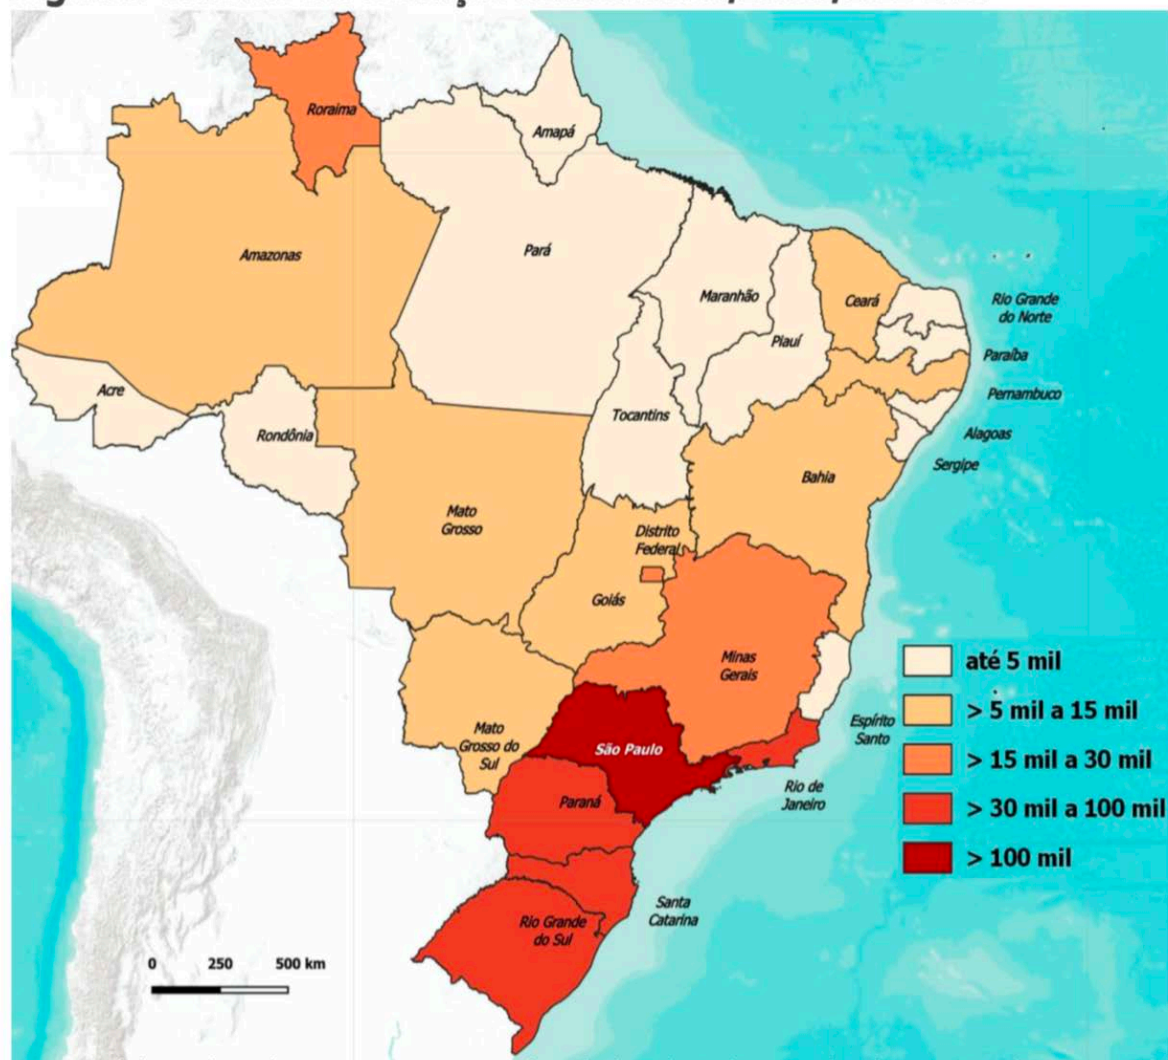 Roraima
Amapá
Amazonas
Pará
Maranhão
Ceará
Rio Grande
do Norte
Piauí
Paraíba
Acre
Pernambuco
Rondônia
Tocantins
Alagoas
Sergipe
Bahia
Mato
Grosso
Distrito
Federal
Goiás
Minas
Gerais
até 5 mil
> 5 mil a 15 mil
> 15 mil a 30 mil
> 30 mil a 100 mil
> 100 mil
Espírito
Santo
Mato
Grosso do
Sul
São Paulo
Rio de
Janeiro
Paraná
Santa
Catarina
Rio Grande
do Sul
0 250 500 km